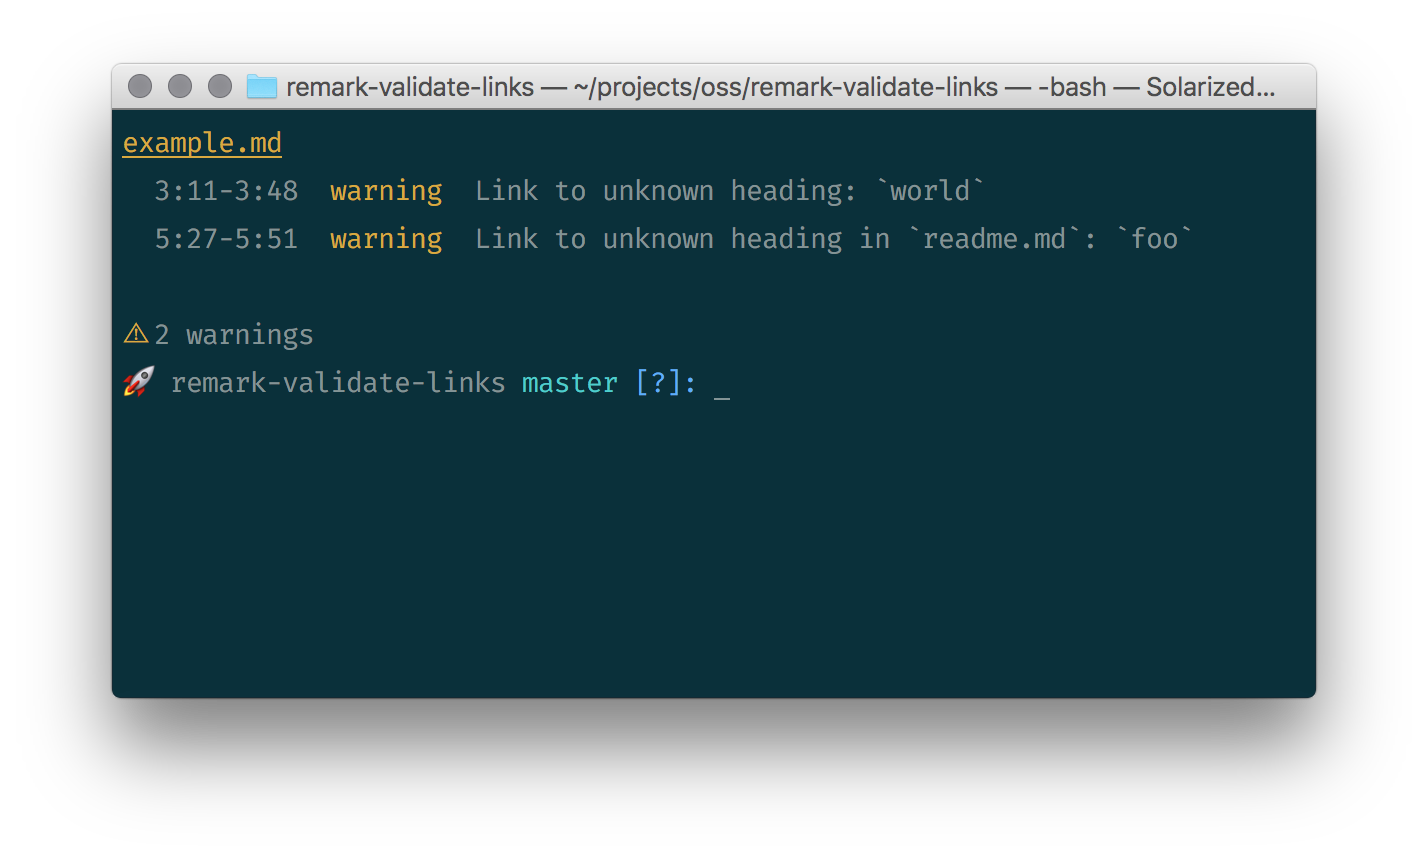 remark-validate-links — ~/projects/oss/remark-validate-links — -bash — Solarized...
example.md
3:11-3:48  warning  Link to unknown heading: `world`
5:27-5:51  warning  Link to unknown heading in `readme.md`: `foo`
⚠ 2 warnings
🚀 remark-validate-links master [?]: _